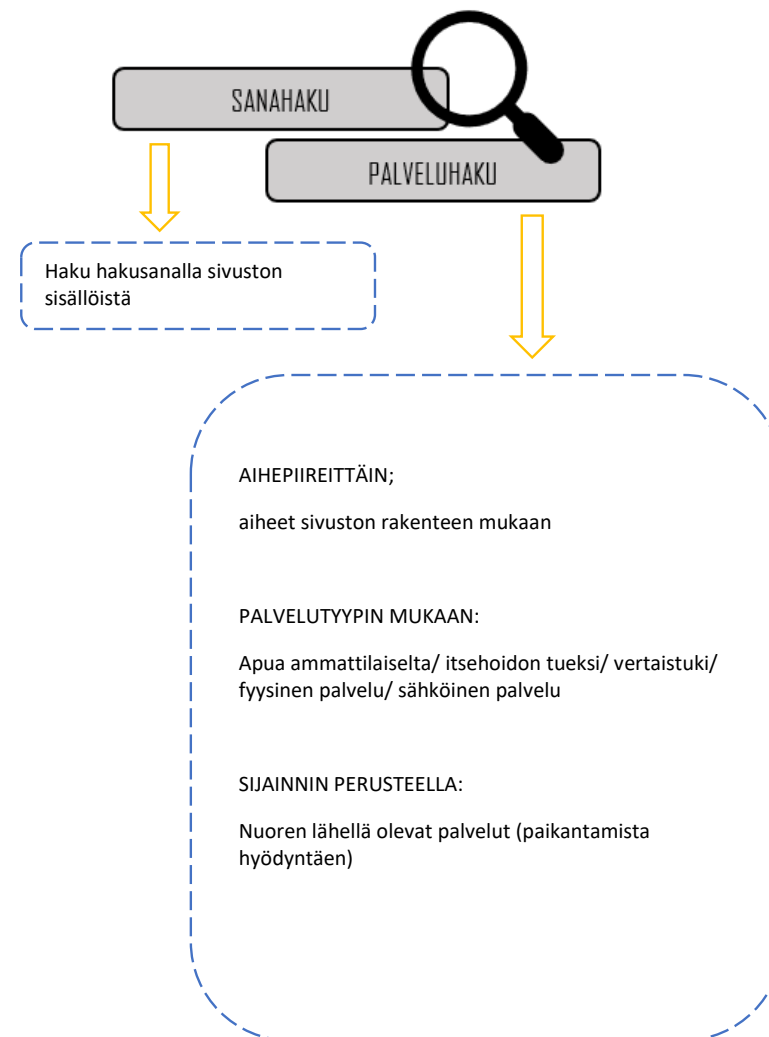 SANAHAKU
PALVELUHAKU
Haku hakusanalla sivuston
sisällöistä
AIHEPIIREITTÄIN;
aiheet sivuston rakenteen mukaan
PALVELUTYYPIN MUKAAN:
Apua ammattilaiselta/ itsehoidon tueksi/ vertaistuki/
fyysinen palvelu/ sähköinen palvelu
SIJAINNIN PERUSTEELLA:
Nuoren lähellä olevat palvelut (paikantamista
hyödyntäen)